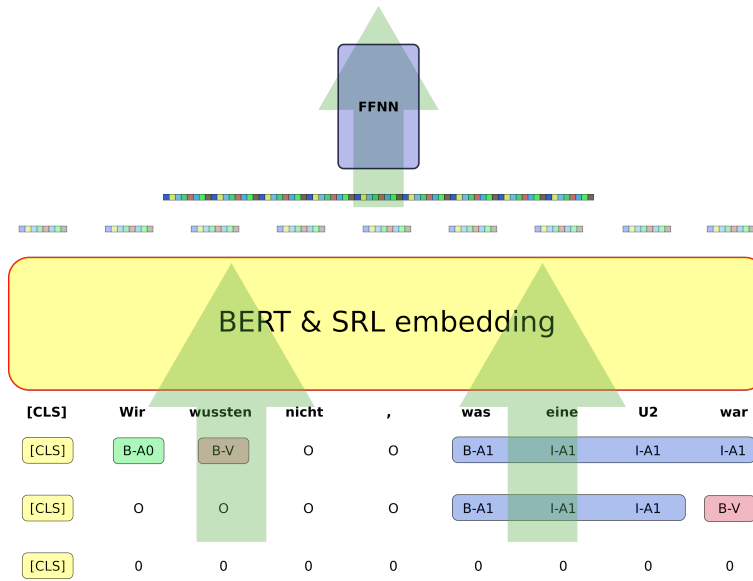 FFNN
BERT & SRL embedding
[CLS] Wir wussten nicht , was eine U2 war
[CLS] B-A0 B-V O O B-A1 I-A1 I-A1 I-A1
[CLS] O O O O B-A1 I-A1 I-A1 B-V
[CLS] 0 0 0 0 0 0 0 0